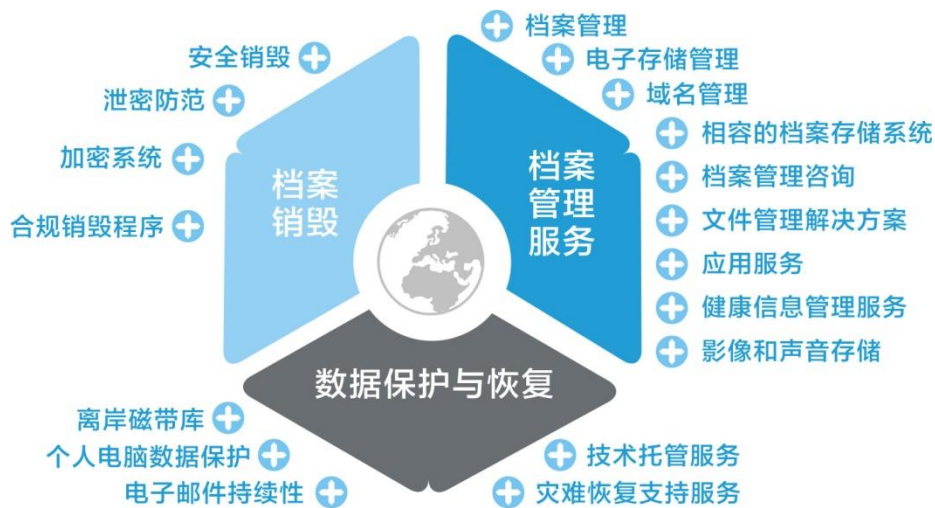 安全销毁
泄密防范
加密系统
合规销毁程序
档案
销毁
档案管理
电子存储管理
域名管理
相容的档案存储系统
档案管理咨询
文件管理解决方案
应用服务
健康信息管理服务
影像和声音存储
档案
管理
服务
数据保护与恢复
离岸磁带库
个人电脑数据保护
电子邮件持续性
技术托管服务
灾难恢复支持服务